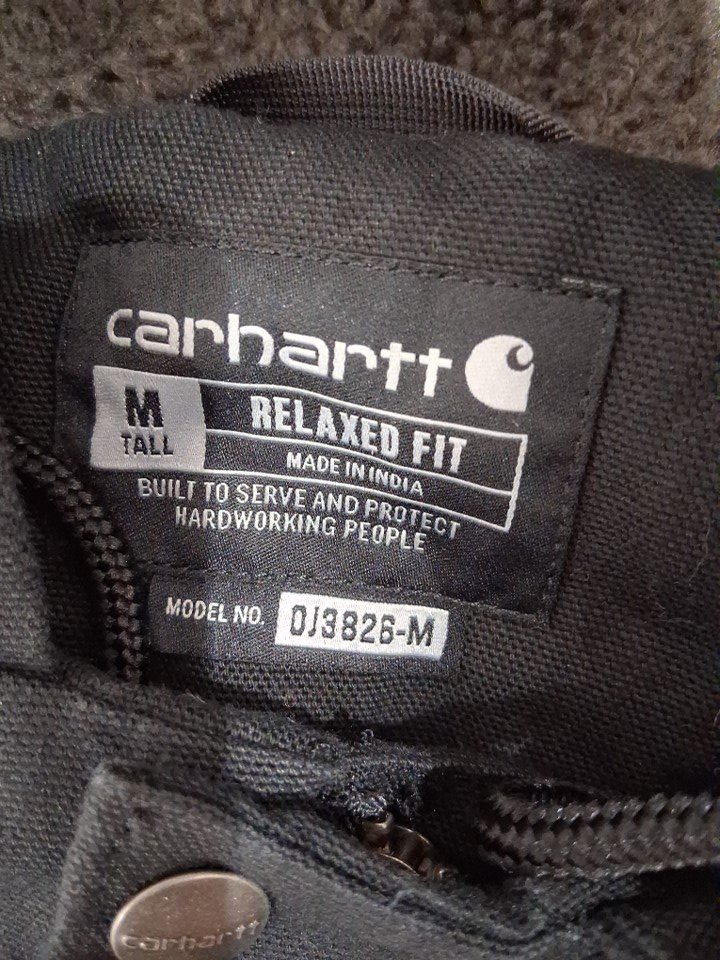 carhartt
M
TALL
RELAXED FIT
MADE IN INDIA
BUILT TO SERVE AND PROTECT
HARDWORKING PEOPLE
MODEL NO. OJ3826-M
carhartt